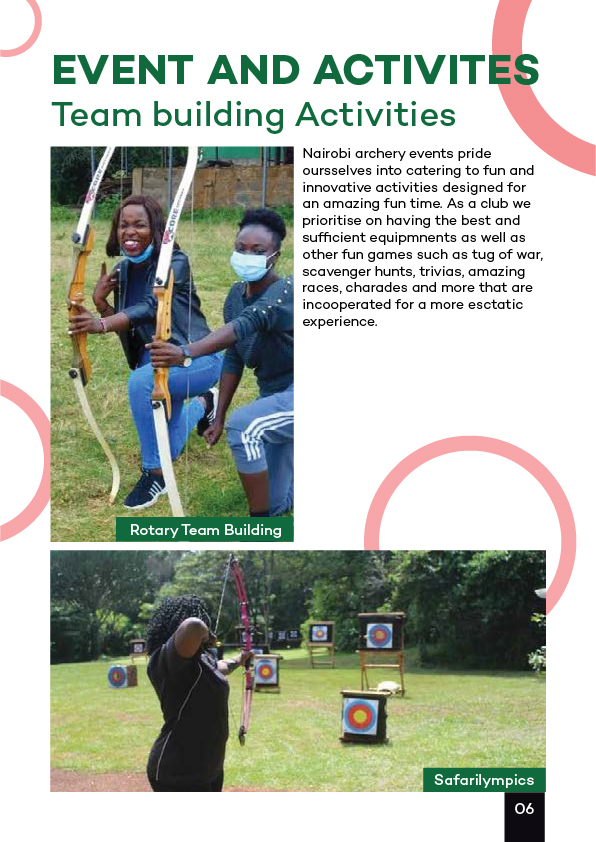 EVENT AND ACTIVITES
Team building Activities
Nairobi archery events pride
oursselves into catering to fun and
innovative activities designed for
an amazing fun time. As a club we
prioritise on having the best and
sufficient equipmnents as well as
other fun games such as tug of war,
scavenger hunts, trivias, amazing
races, charades and more that are
incooperated for a more esctatic
experience.
CORE
CORE
Rotary Team Building
Safarilympics
06